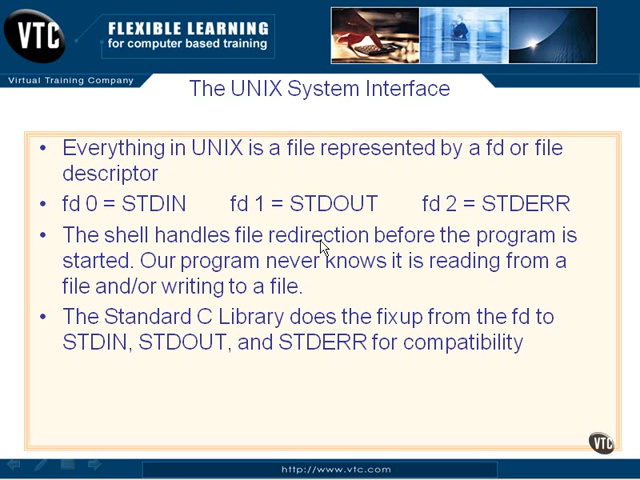 VTC
FLEXIBLE LEARNING
for computer based training
Virtual Training Company
The UNIX System Interface
• Everything in UNIX is a file represented by a fd or file
descriptor
• fd 0 = STDIN fd 1 = STDOUT fd 2 = STDERR
• The shell handles file redirection before the program is
started. Our program never knows it is reading from a
file and/or writing to a file.
• The Standard C Library does the fixup from the fd to
STDIN, STDOUT, and STDERR for compatibility
VTC
http://www.vtc.com